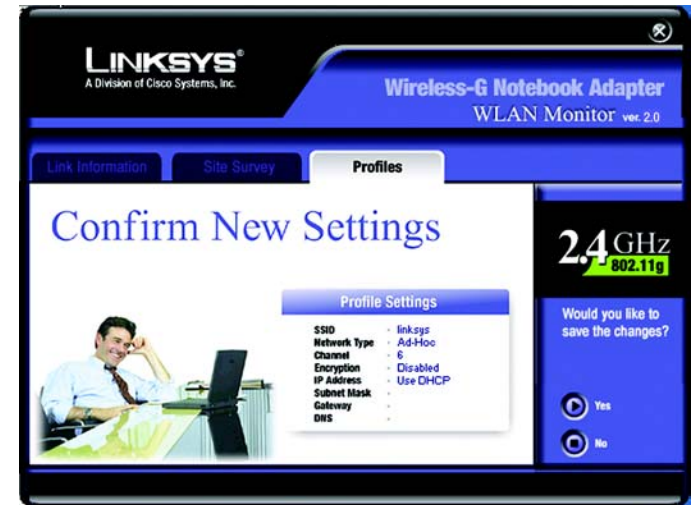 LINKSYS®
A Division of Cisco Systems, Inc.
Wireless-G Notebook Adapter
WLAN Monitor ver. 2.0
Link Information
Site Survey
Profiles
Confirm New Settings
2.4 GHz
802.11g
Profile Settings
SSID · linksys
Network Type · Ad-Hoc
Channel · 6
Encryption · Disabled
IP Address · Use DHCP
Subnet Mask ·
Gateway ·
DNS ·
Would you like to
save the changes?
Yes
No